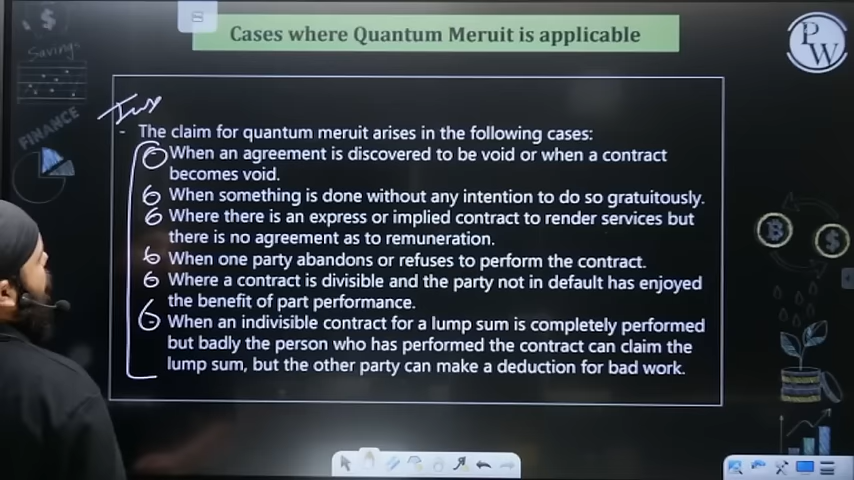 Cases where Quantum Meruit is applicable
PW
Savings
FINANCE
- The claim for quantum meruit arises in the following cases:
When an agreement is discovered to be void or when a contract
becomes void.
When something is done without any intention to do so gratuitously.
Where there is an express or implied contract to render services but
there is no agreement as to remuneration.
When one party abandons or refuses to perform the contract.
Where a contract is divisible and the party not in default has enjoyed
the benefit of part performance.
When an indivisible contract for a lump sum is completely performed
but badly the person who has performed the contract can claim the
lump sum, but the other party can make a deduction for bad work.